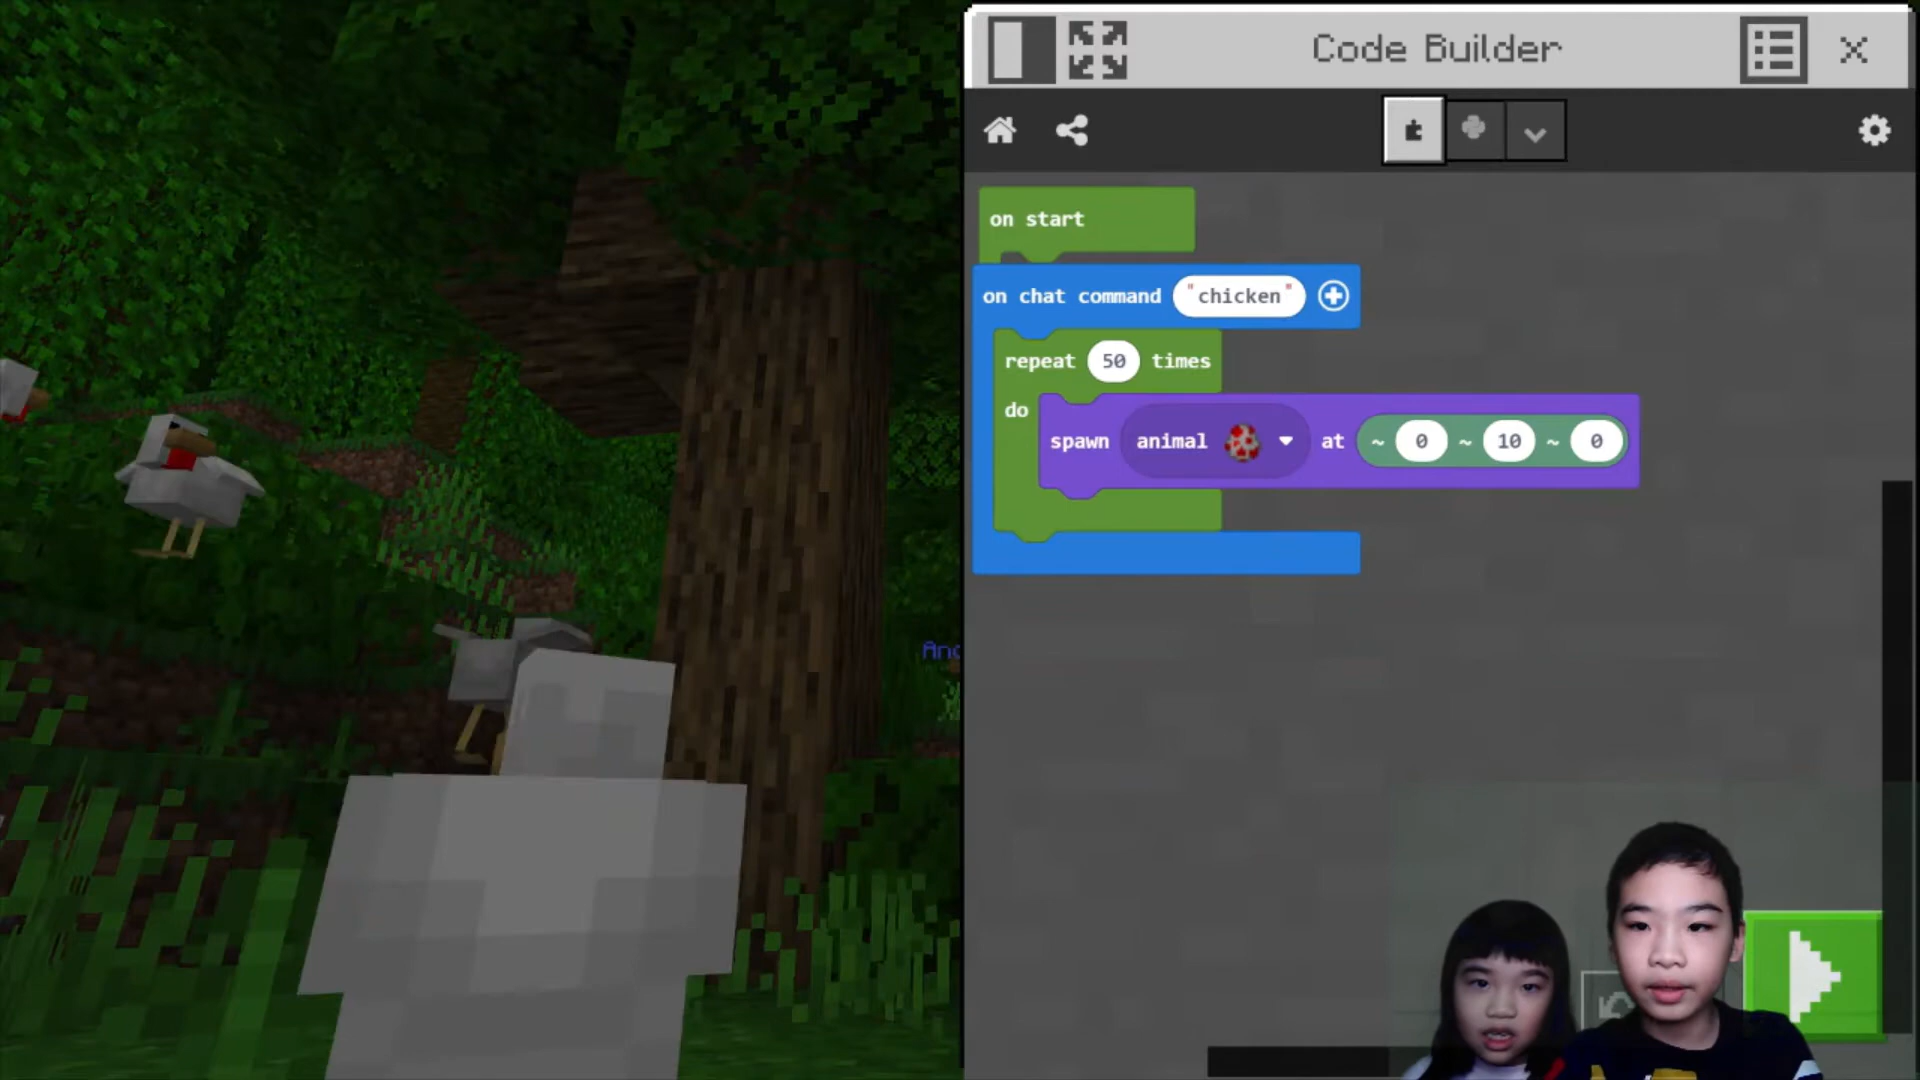 Code Builder
on start
on chat command "chicken"
repeat 50 times
do
spawn animal at ~ 0 ~ 10 ~ 0